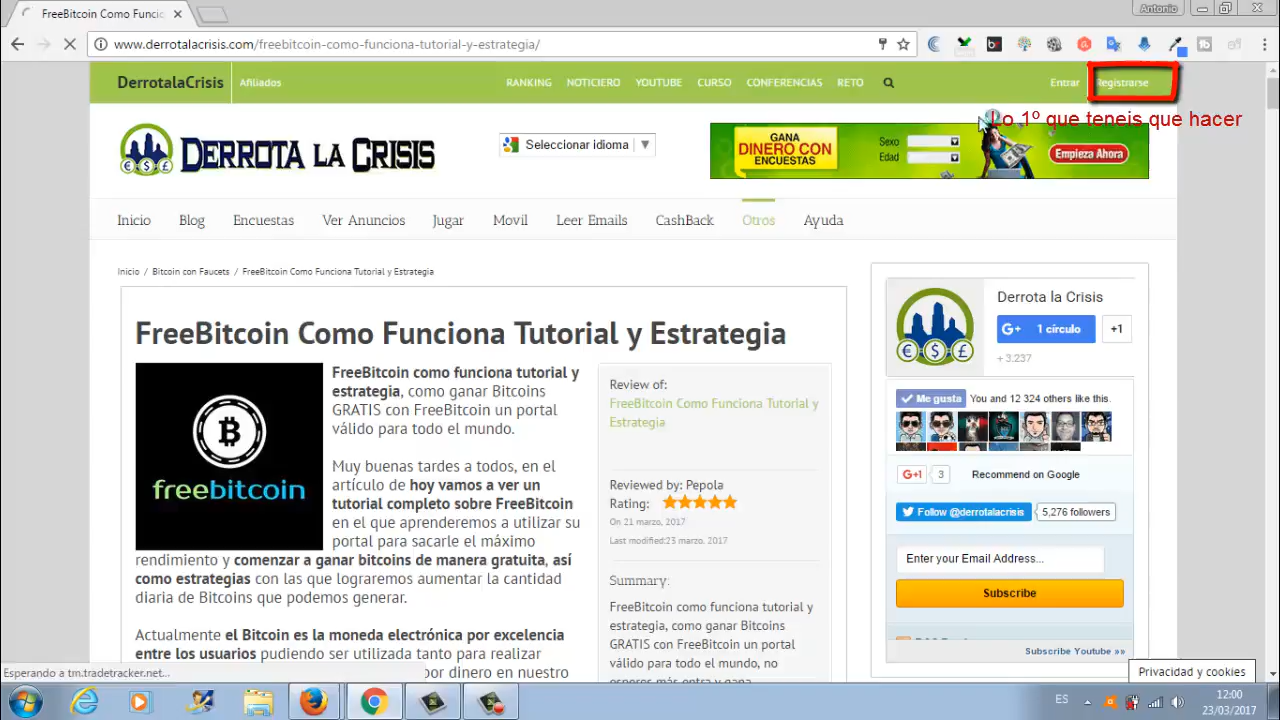 FreeBitcoin Como Funcio
Antonio
www.derrotalacrisis.com/freebitcoin-como-funciona-tutorial-y-estrategia/
DerrotalaCrisis
Afiliados
RANKING NOTICIERO YOUTUBE CURSO CONFERENCIAS RETO
Entrar
Registrarse
Lo 1º que teneis que hacer
DERROTA LA CRISIS
Seleccionar idioma
GANA
DINERO CON
ENCUESTAS
Sexo
Edad
Empieza Ahora
Inicio Blog Encuestas Ver Anuncios Jugar Movil Leer Emails CashBack Otros Ayuda
Inicio / Bitcoin con Faucets / FreeBitcoin Como Funciona Tutorial y Estrategia
FreeBitcoin Como Funciona Tutorial y Estrategia
freebitcoin
FreeBitcoin como funciona tutorial y
estrategia, como ganar Bitcoins
GRATIS con FreeBitcoin un portal
válido para todo el mundo.
Muy buenas tardes a todos, en el
artículo de hoy vamos a ver un
tutorial completo sobre FreeBitcoin
en el que aprenderemos a utilizar su
portal para sacarle el máximo
rendimiento y comenzar a ganar bitcoins de manera gratuita, así
como estrategias con las que lograremos aumentar la cantidad
diaria de Bitcoins que podemos generar.
Actualmente el Bitcoin es la moneda electrónica por excelencia
entre los usuarios pudiendo ser utilizada tanto para realizar
por dinero en nuestro
Review of:
FreeBitcoin Como Funciona Tutorial y
Estrategia
Reviewed by: Pepola
Rating:
On 21 marzo, 2017
Last modified:23 marzo, 2017
Summary:
FreeBitcoin como funciona tutorial y
estrategia, como ganar Bitcoins
GRATIS con FreeBitcoin un portal
válido para todo el mundo, no
esperes más entra y gana
Derrota la Crisis
G+ 1 círculo
+1
+ 3.237
Me gusta
You and 12 324 others like this.
G+1 3 Recommend on Google
Follow @derrotalacrisis
5,276 followers
Enter your Email Address...
Subscribe
Subscribe Youtube »»
Privacidad y cookies
Esperando a tm.tradetracker.net...
ES
12:00
23/03/2017